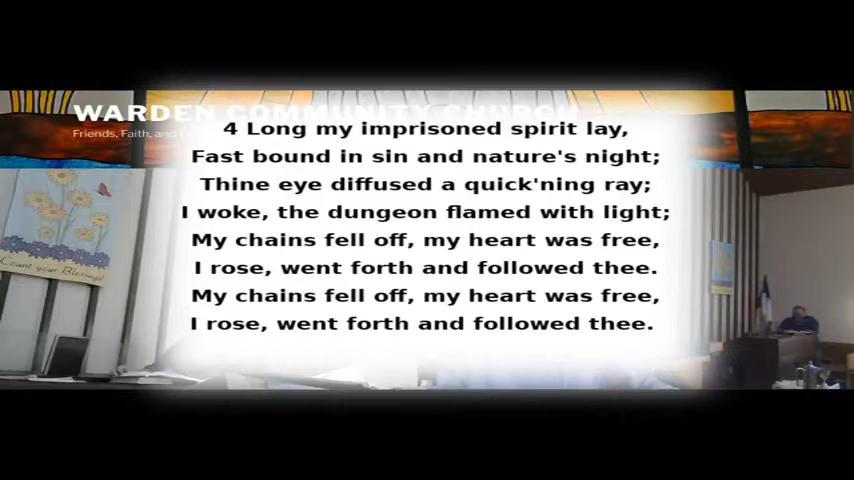 WARDEN COMMUNITY CHURCH
Friends, Faith, and
4 Long my imprisoned spirit lay,
Fast bound in sin and nature's night;
Thine eye diffused a quick'ning ray;
I woke, the dungeon flamed with light;
My chains fell off, my heart was free,
I rose, went forth and followed thee.
My chains fell off, my heart was free,
I rose, went forth and followed thee.
Count your Blessings